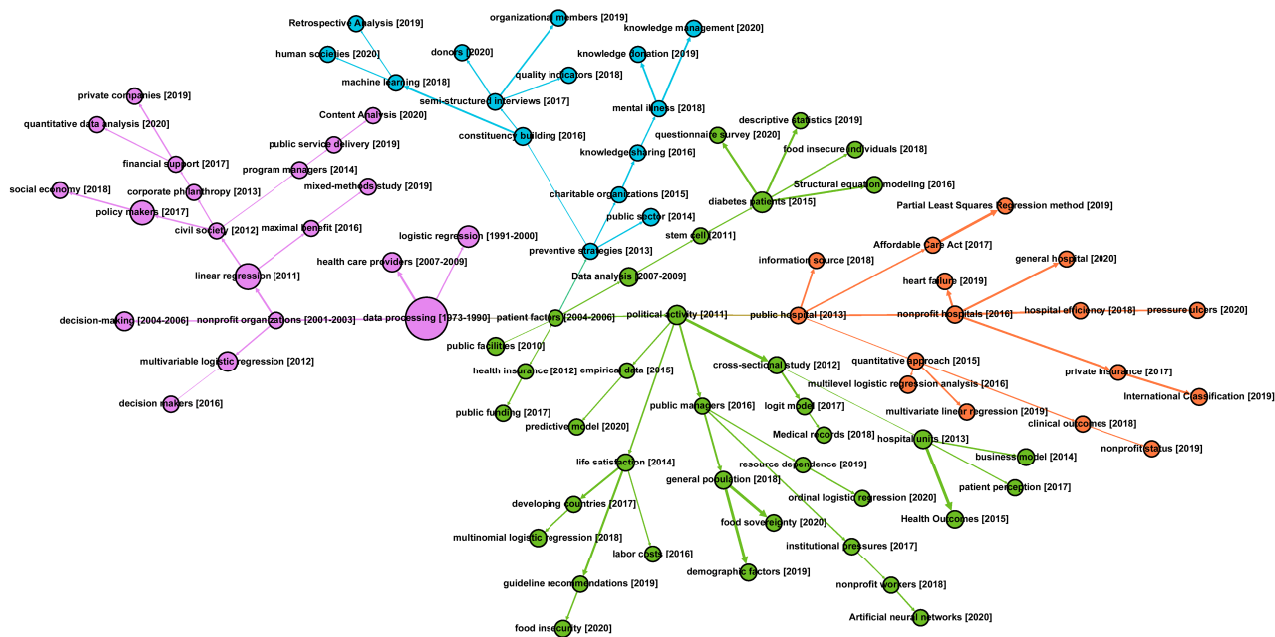 organizational members [2019]
Retrospective Analysis [2019]
knowledge management [2020]
human societies [2020]
donors [2020]
knowledge donation [2019]
quality indicators [2018]
machine learning [2018]
private companies [2019]
semi-structured interviews [2017]
mental illness [2018]
Content Analysis [2020]
descriptive statistics [2019]
quantitative data analysis [2020]
constituency building [2016]
questionnaire survey [2020]
public service delivery [2019]
food insecure individuals [2018]
knowledge sharing [2016]
financial support [2017]
program managers [2014]
mixed-methods study [2019]
Structural equation modeling [2016]
social economy [2018]
corporate philanthropy [2013]
charitable organizations [2015]
diabetes patients [2015]
Partial Least Squares Regression method [2019]
policy makers [2017]
public sector [2014]
civil society [2012]
maximal benefit [2016]
logistic regression [1991-2000]
stem cell [2011]
Affordable Care Act [2017]
preventive strategies [2013]
health care providers [2007-2009]
information source [2018]
general hospital [2020]
linear regression [2011]
Data analysis [2007-2009]
heart failure [2019]
decision-making [2004-2006]
nonprofit organizations [2001-2003]
data processing [1973-1990]
patient factors [2004-2006]
political activity [2011]
public hospital [2013]
nonprofit hospitals [2016]
hospital efficiency [2018]
pressure ulcers [2020]
public facilities [2010]
multivariable logistic regression [2012]
cross-sectional study [2012]
quantitative approach [2015]
health insurance [2012]
empirical data [2015]
private insurance [2017]
multilevel logistic regression analysis [2016]
International Classification [2019]
decision makers [2016]
public funding [2017]
public managers [2016]
logit model [2017]
multivariate linear regression [2019]
predictive model [2020]
clinical outcomes [2018]
Medical records [2018]
hospital units [2013]
nonprofit status [2019]
life satisfaction [2014]
resource dependence [2019]
business model [2014]
general population [2018]
patient perception [2017]
ordinal logistic regression [2020]
developing countries [2017]
food sovereignty [2020]
Health Outcomes [2015]
multinomial logistic regression [2018]
institutional pressures [2017]
labor costs [2016]
demographic factors [2019]
guideline recommendations [2019]
nonprofit workers [2018]
Artificial neural networks [2020]
food insecurity [2020]